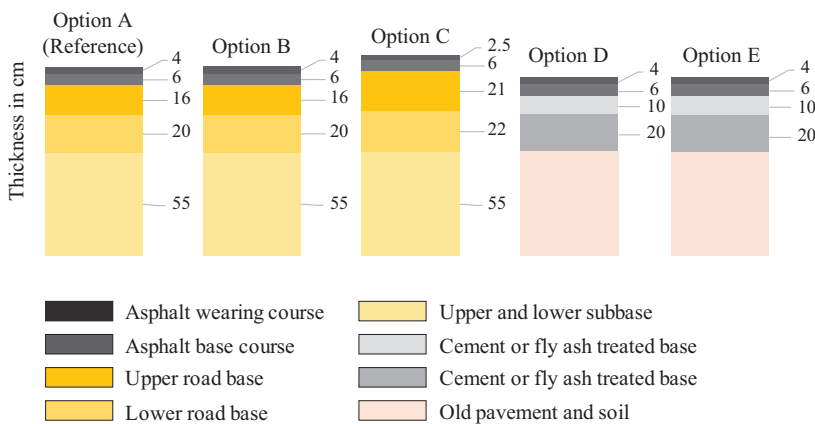 Option A
(Reference)
Option B
Option C
Option D
Option E
Thickness in cm
4
6
16
20
55
4
6
16
20
55
2.5
6
21
22
55
4
6
10
20
4
6
10
20
Asphalt wearing course
Asphalt base course
Upper road base
Lower road base
Upper and lower subbase
Cement or fly ash treated base
Cement or fly ash treated base
Old pavement and soil